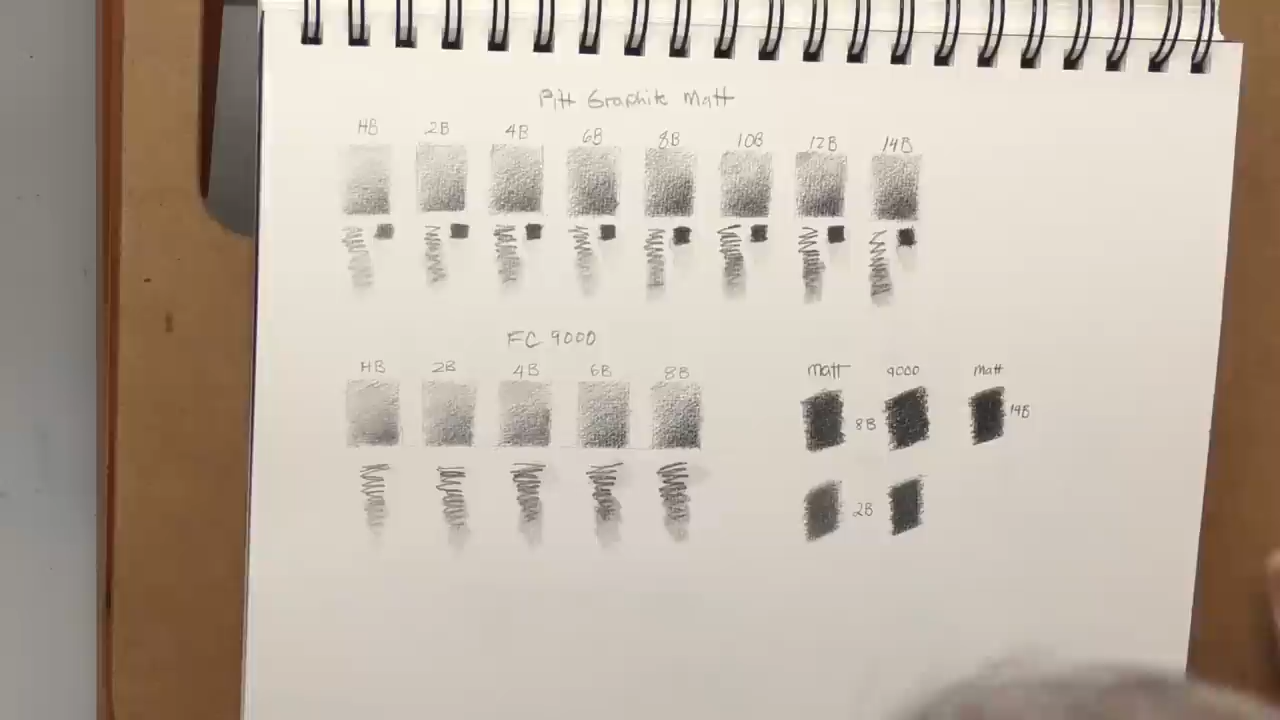 Pitt Graphite Matt
HB 2B 4B 6B 8B 10B 12B 14B
FC 9000
HB 2B 4B 6B 8B
matt 9000 matt
8B 14B
2B